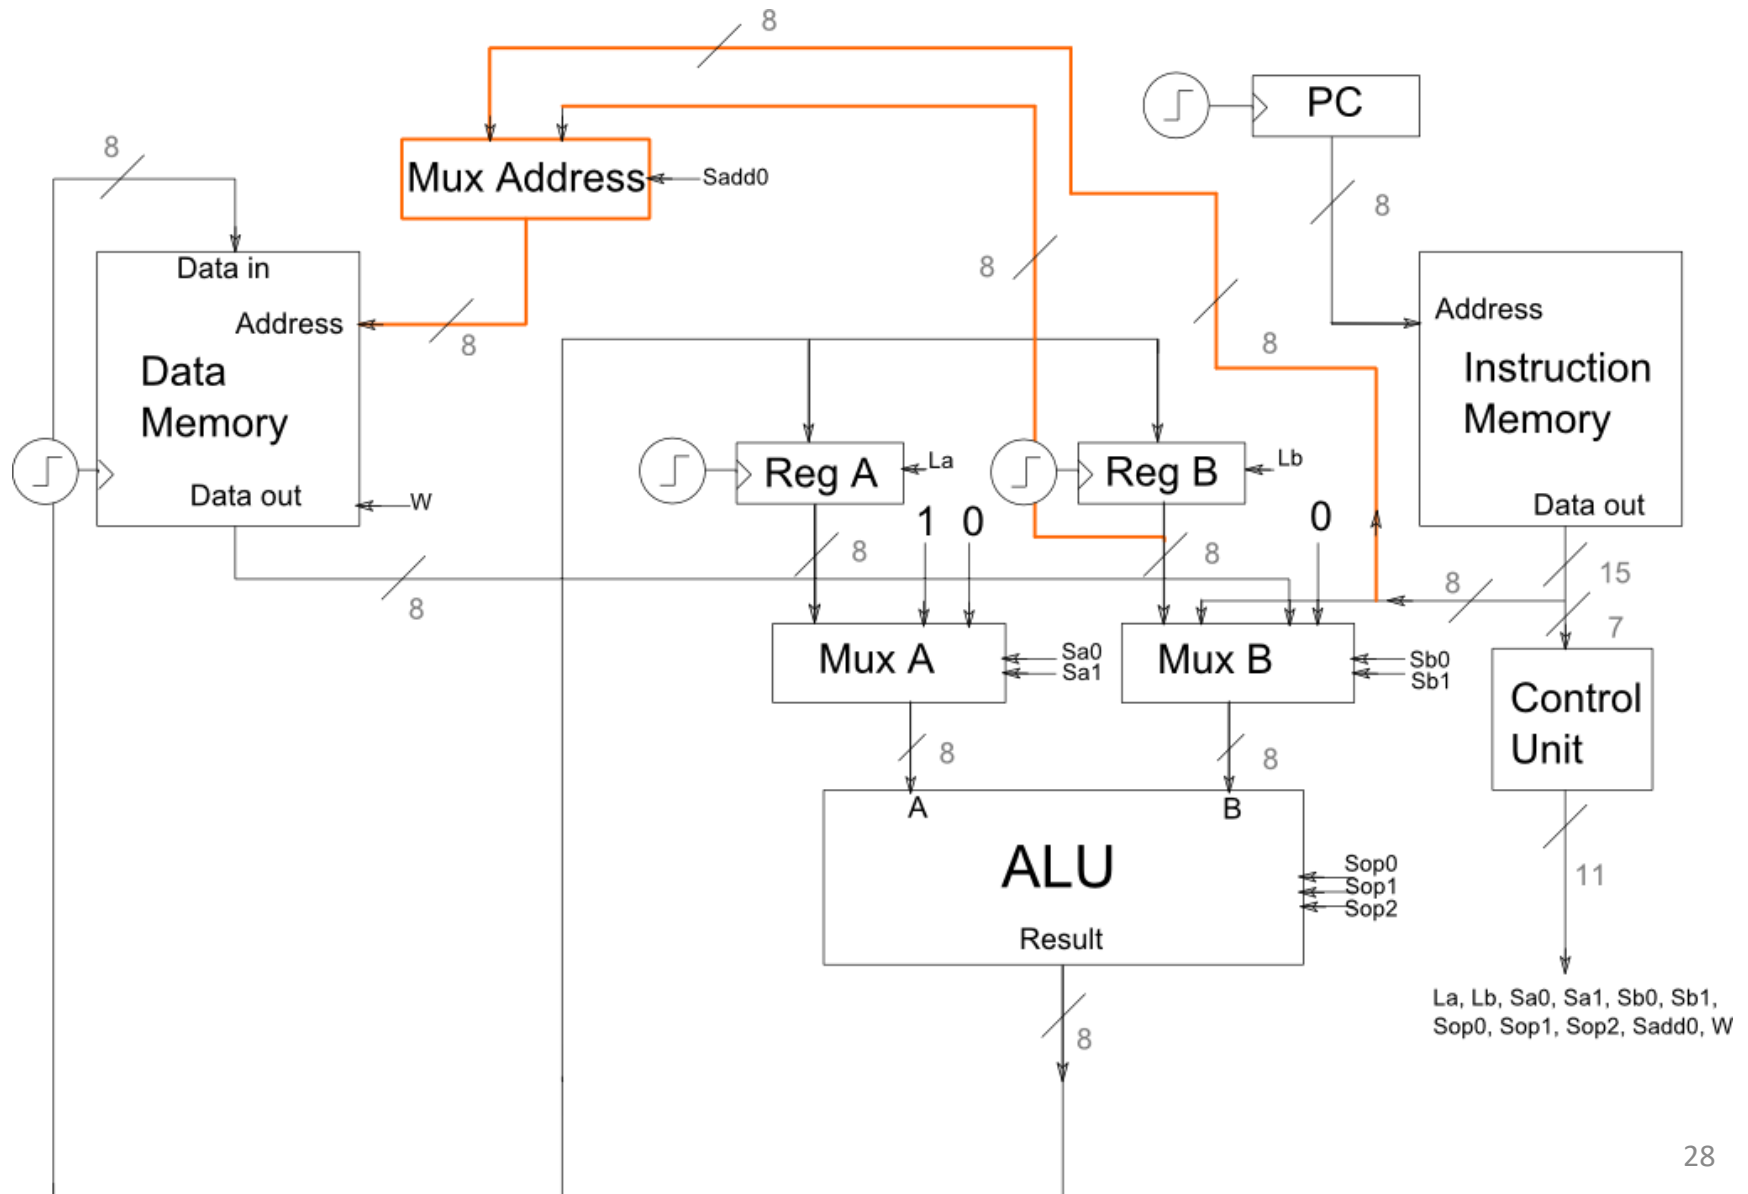 8
PC
8
Mux Address
Sadd0
8
Data in
8
Address
8
8
8
Address
Data
Memory
Instruction
Memory
Reg A
La
Reg B
Lb
Data out
W
Data out
1 0
0
8
8
8
8
15
7
Mux A
Sa0
Sa1
Mux B
Sb0
Sb1
Control
Unit
8
8
A
B
ALU
Sop0
Sop1
Sop2
11
Result
La, Lb, Sa0, Sa1, Sb0, Sb1,
Sop0, Sop1, Sop2, Sadd0, W
8
28